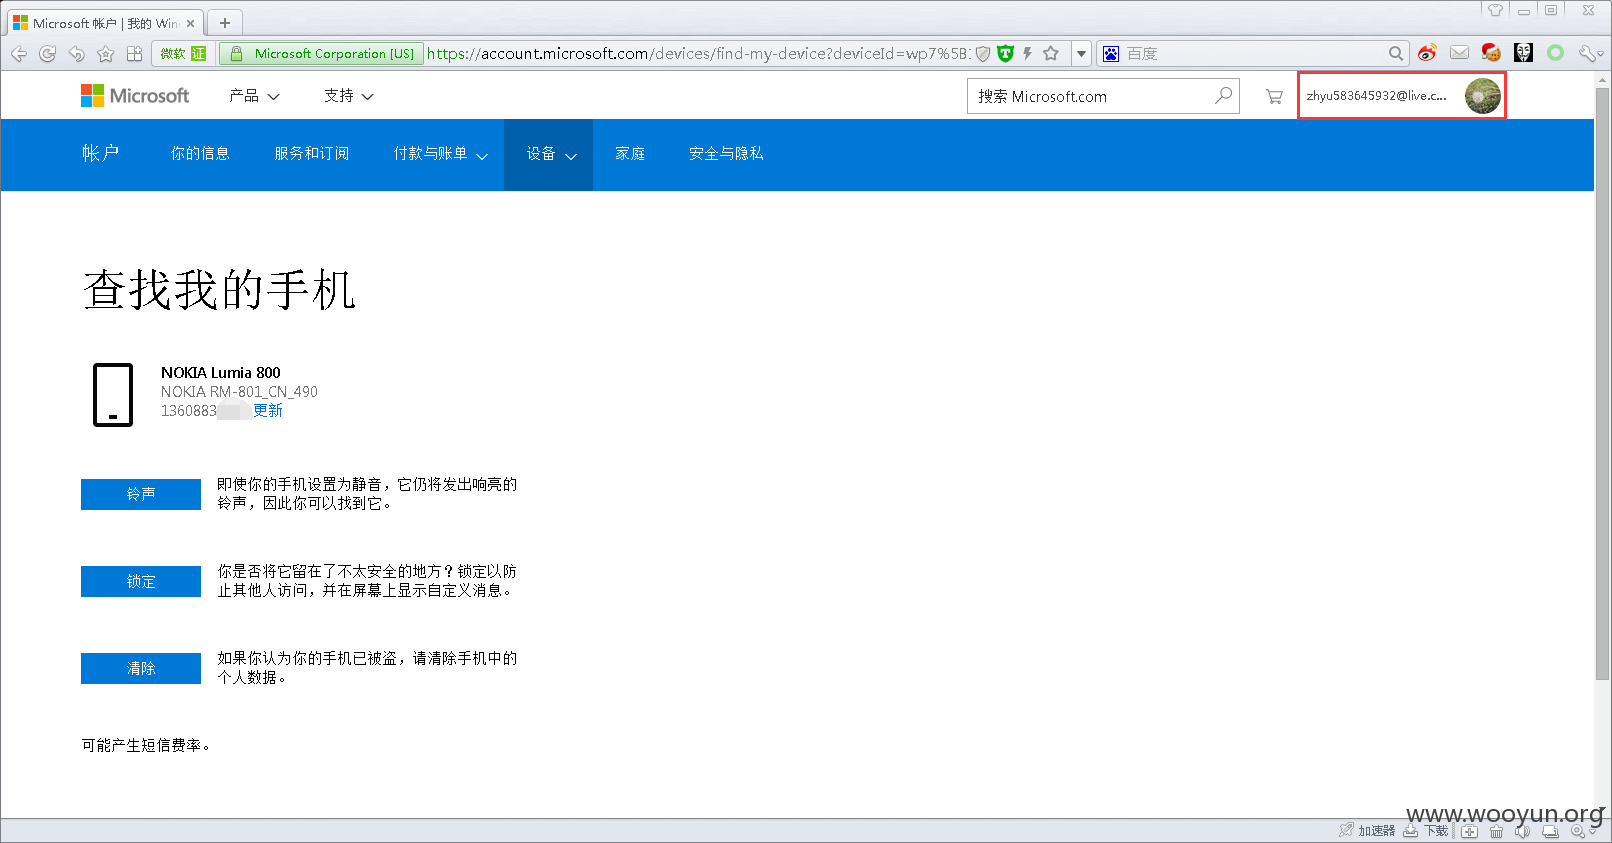 Microsoft 帐户 | 我的 Win
微软 证 Microsoft Corporation [US] https://account.microsoft.com/devices/find-my-device?deviceId=wp7%5B 百度
Microsoft 产品 支持 搜索 Microsoft.com zhyu583645932@live.c...
帐户 你的信息 服务和订阅 付款与账单 设备 家庭 安全与隐私
查找我的手机
NOKIA Lumia 800
NOKIA RM-801_CN_490
1360883 更新
铃声 即使你的手机设置为静音，它仍将发出响亮的
铃声，因此你可以找到它。
锁定 你是否将它留在了不太安全的地方？锁定以防
止其他人访问，并在屏幕上显示自定义消息。
清除 如果你认为你的手机已被盗，请清除手机中的
个人数据。
可能产生短信费率。
www.wooyun.org
加速器 下载